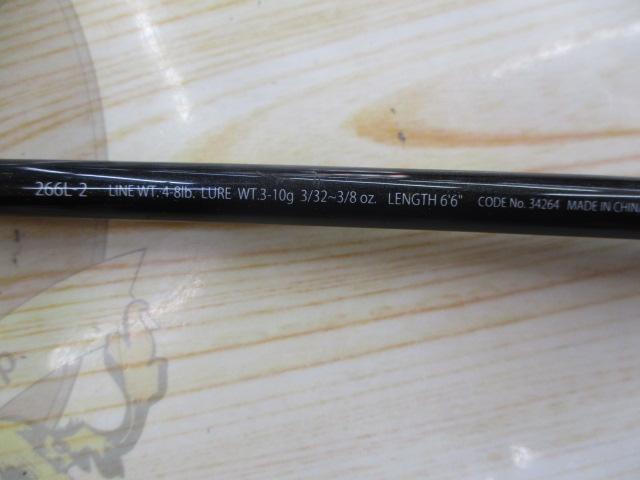 266L-2 LINE WT. 4-8lb. LURE WT.3-10g 3/32~3/8 oz. LENGTH 6'6" CODE No. 34264 MADE IN CHINA